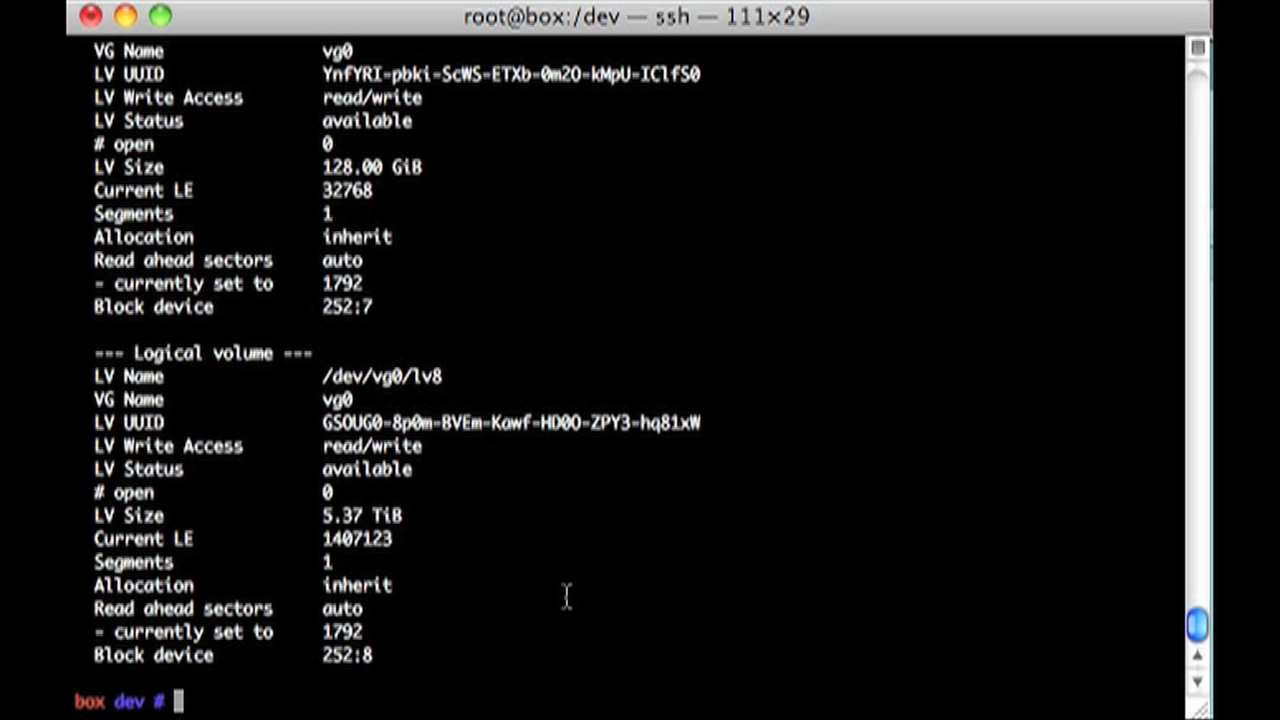 root@box:/dev — ssh — 111×29
VG Name vg0
LV UUID YnfYRI-pbki-ScWS-ETXb-0m2O-kMpU-IClfS0
LV Write Access read/write
LV Status available
# open 0
LV Size 128.00 GiB
Current LE 32768
Segments 1
Allocation inherit
Read ahead sectors auto
- currently set to 1792
Block device 252:7
--- Logical volume ---
LV Name /dev/vg0/lv8
VG Name vg0
LV UUID GSOUG0-8p0m-BVEm-Kawf-HD0O-ZPY3-hq81xW
LV Write Access read/write
LV Status available
# open 0
LV Size 5.37 TiB
Current LE 1407123
Segments 1
Allocation inherit
Read ahead sectors auto
- currently set to 1792
Block device 252:8
box dev #